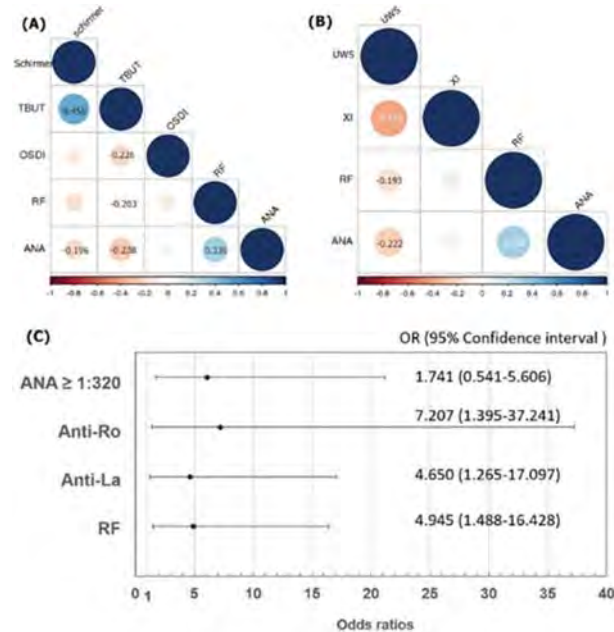 (A)
schirmer
Schirmer
TBUT
TBUT
OSDI
OSDI
-0.226
RF
RF
-0.203
ANA
ANA
-0.196
-0.238
-1 -0.8 -0.6 -0.4 -0.2 0 0.2 0.4 0.6 0.8 1
(B)
UWS
UWS
XI
XI
RF
RF
-0.193
ANA
ANA
-0.222
-1 -0.8 -0.6 -0.4 -0.2 0 0.2 0.4 0.6 0.8 1
(C)
OR (95% Confidence interval )
ANA ≥ 1:320
1.741 (0.541-5.606)
Anti-Ro
7.207 (1.395-37.241)
Anti-La
4.650 (1.265-17.097)
RF
4.945 (1.488-16.428)
0 1 5 10 15 20 25 30 35 40
Odds ratios